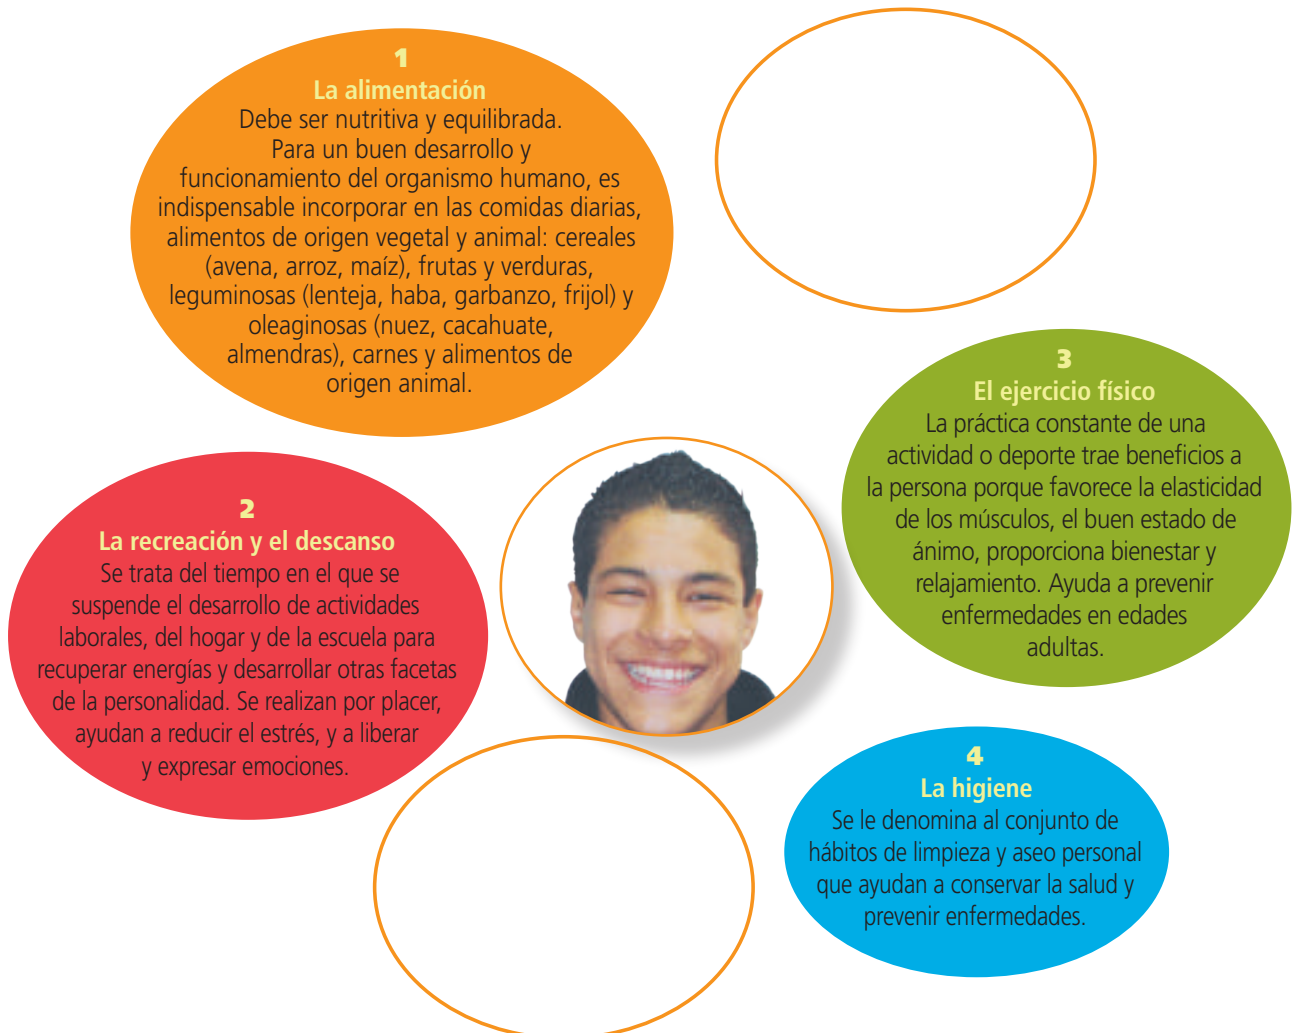 1
La alimentación
Debe ser nutritiva y equilibrada.
Para un buen desarrollo y
funcionamiento del organismo humano, es
indispensable incorporar en las comidas diarias,
alimentos de origen vegetal y animal: cereales
(avena, arroz, maíz), frutas y verduras,
leguminosas (lenteja, haba, garbanzo, frijol) y
oleaginosas (nuez, cacahuate,
almendras), carnes y alimentos de
origen animal.
2
La recreación y el descanso
Se trata del tiempo en el que se
suspende el desarrollo de actividades
laborales, del hogar y de la escuela para
recuperar energías y desarrollar otras facetas
de la personalidad. Se realizan por placer,
ayudan a reducir el estrés, y a liberar
y expresar emociones.
3
El ejercicio físico
La práctica constante de una
actividad o deporte trae beneficios a
la persona porque favorece la elasticidad
de los músculos, el buen estado de
ánimo, proporciona bienestar y
relajamiento. Ayuda a prevenir
enfermedades en edades
adultas.
4
La higiene
Se le denomina al conjunto de
hábitos de limpieza y aseo personal
que ayudan a conservar la salud y
prevenir enfermedades.